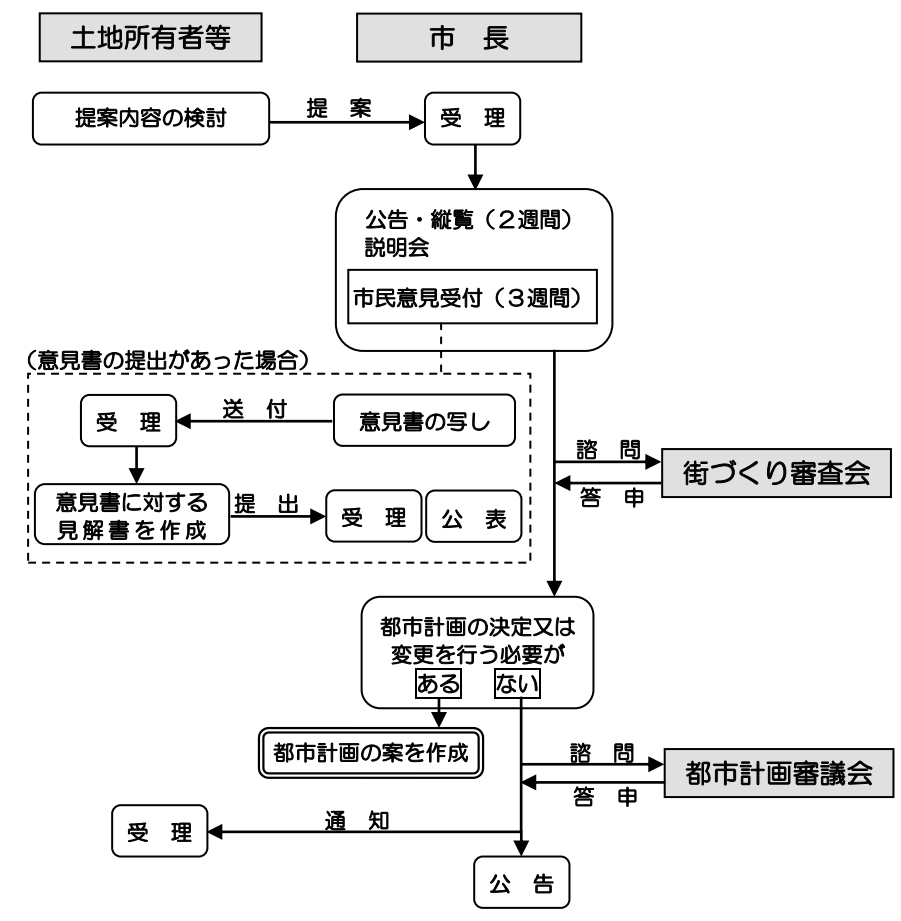 土地所有者等
市　長
提案内容の検討
提　案
受　理
公告・縦覧（２週間）
説明会
市民意見受付（３週間）
（意見書の提出があった場合）
受　理
送　付
意見書の写し
諮　問
街づくり審査会
答　申
意見書に対する
見解書を作成
提　出
受　理
公　表
都市計画の決定又は
変更を行う必要が
ある
ない
都市計画の案を作成
諮　問
都市計画審議会
答　申
受　理
通　知
公　告